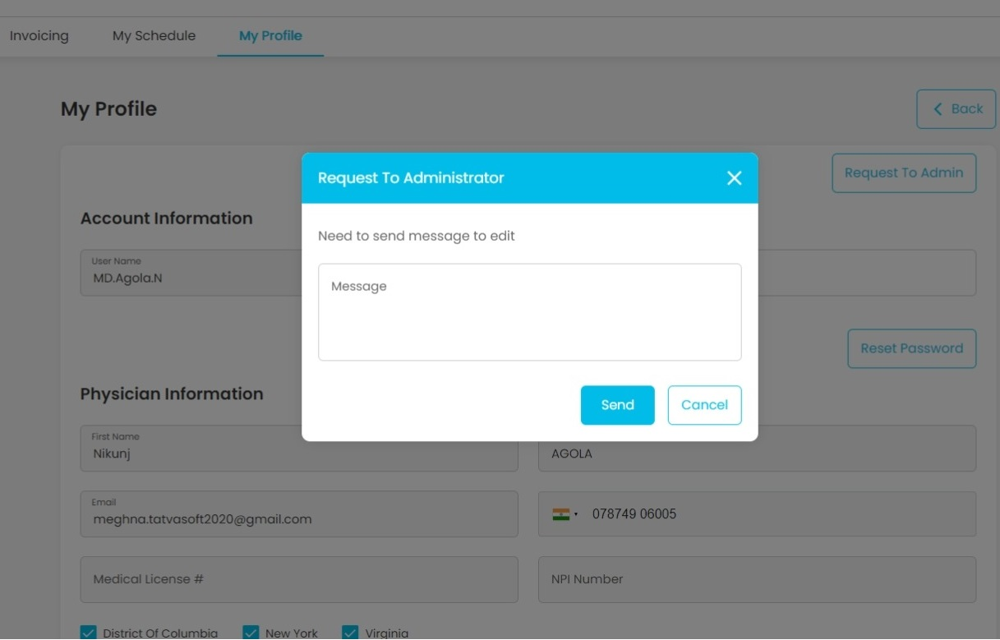 Invoicing My Schedule My Profile
My Profile
Back
Request To Administrator
Request To Admin
Account Information
Need to send message to edit
User Name
MD.Agola.N
Message
Reset Password
Physician Information
Send Cancel
First Name
Nikunj
AGOLA
Email
meghna.tatvasoft2020@gmail.com
078749 06005
Medical License #
NPI Number
District Of Columbia New York Virginia